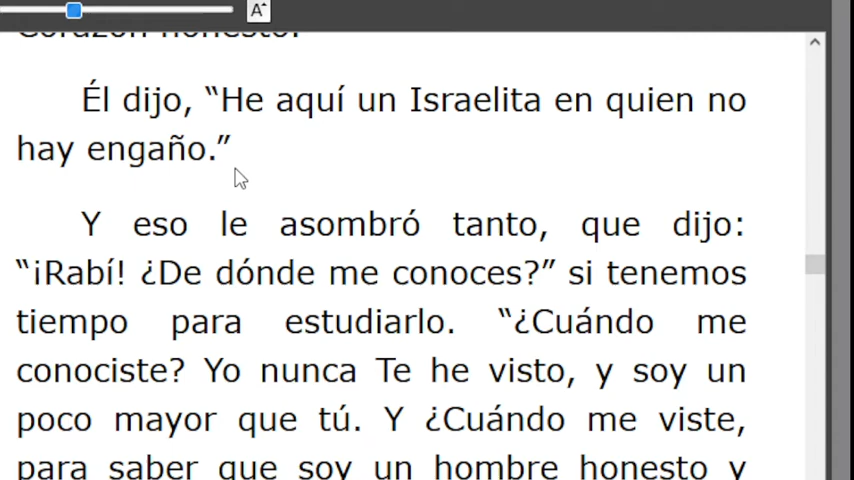 A
Corazón honesto.
Él dijo, “He aquí un Israelita en quien no
hay engaño.”
Y eso le asombró tanto, que dijo:
“¡Rabí! ¿De dónde me conoces?” si tenemos
tiempo para estudiarlo. “¿Cuándo me
conociste? Yo nunca Te he visto, y soy un
poco mayor que tú. Y ¿Cuándo me viste,
para saber que soy un hombre honesto y